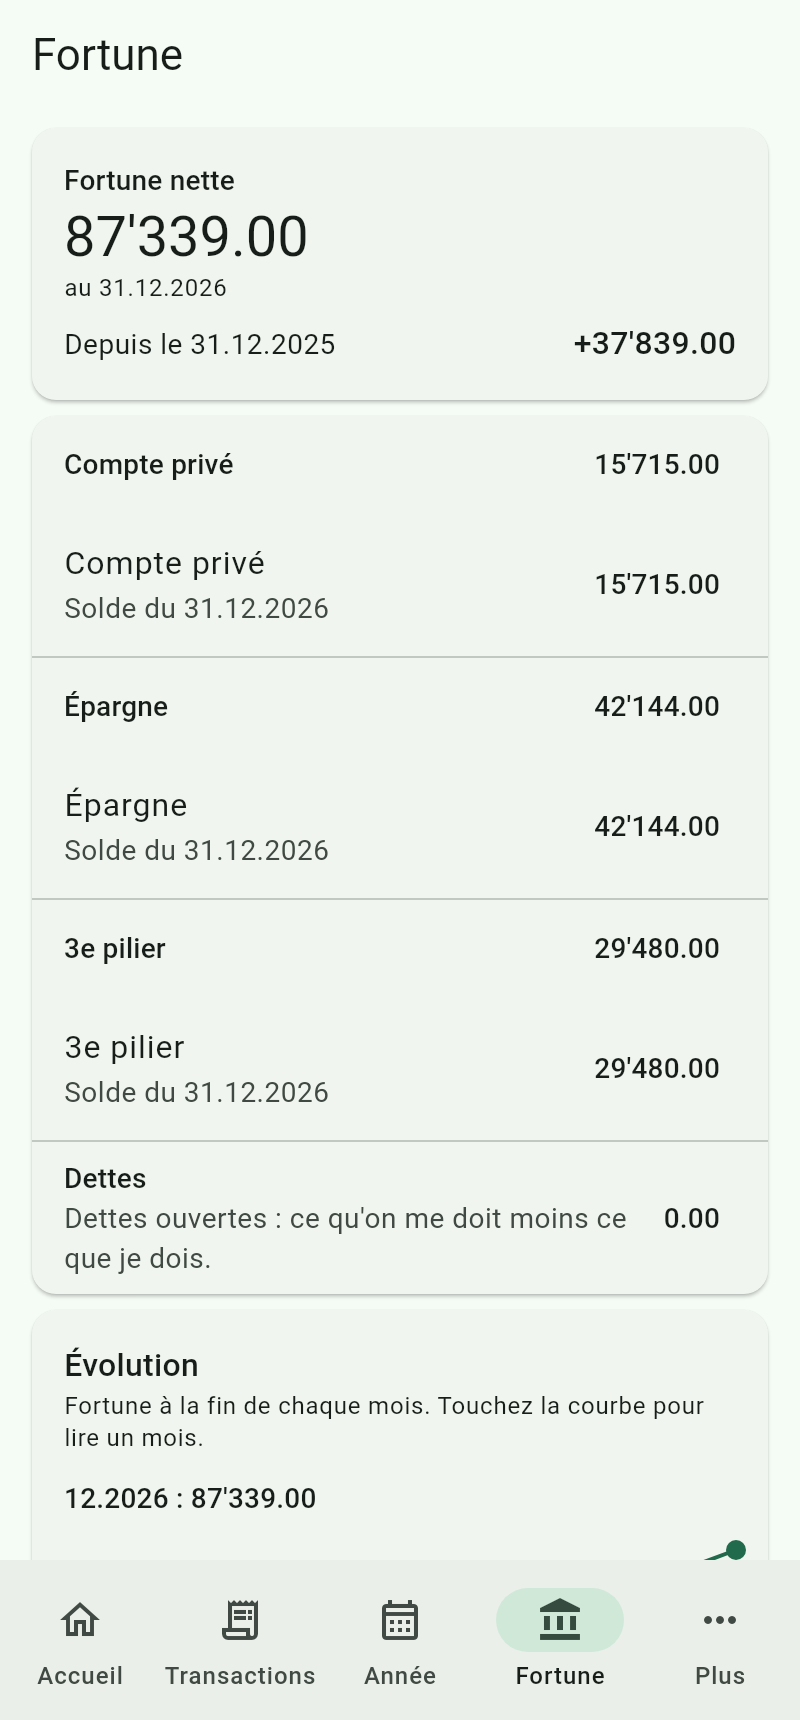 Fortune
Fortune nette
87'339.00
au 31.12.2026
Depuis le 31.12.2025 +37'839.00
Compte privé 15'715.00
Compte privé
Solde du 31.12.2026 15'715.00
Épargne 42'144.00
Épargne
Solde du 31.12.2026 42'144.00
3e pilier 29'480.00
3e pilier
Solde du 31.12.2026 29'480.00
Dettes
Dettes ouvertes : ce qu'on me doit moins ce 0.00
que je dois.
Évolution
Fortune à la fin de chaque mois. Touchez la courbe pour
lire un mois.
12.2026 : 87'339.00
Accueil Transactions Année Fortune Plus